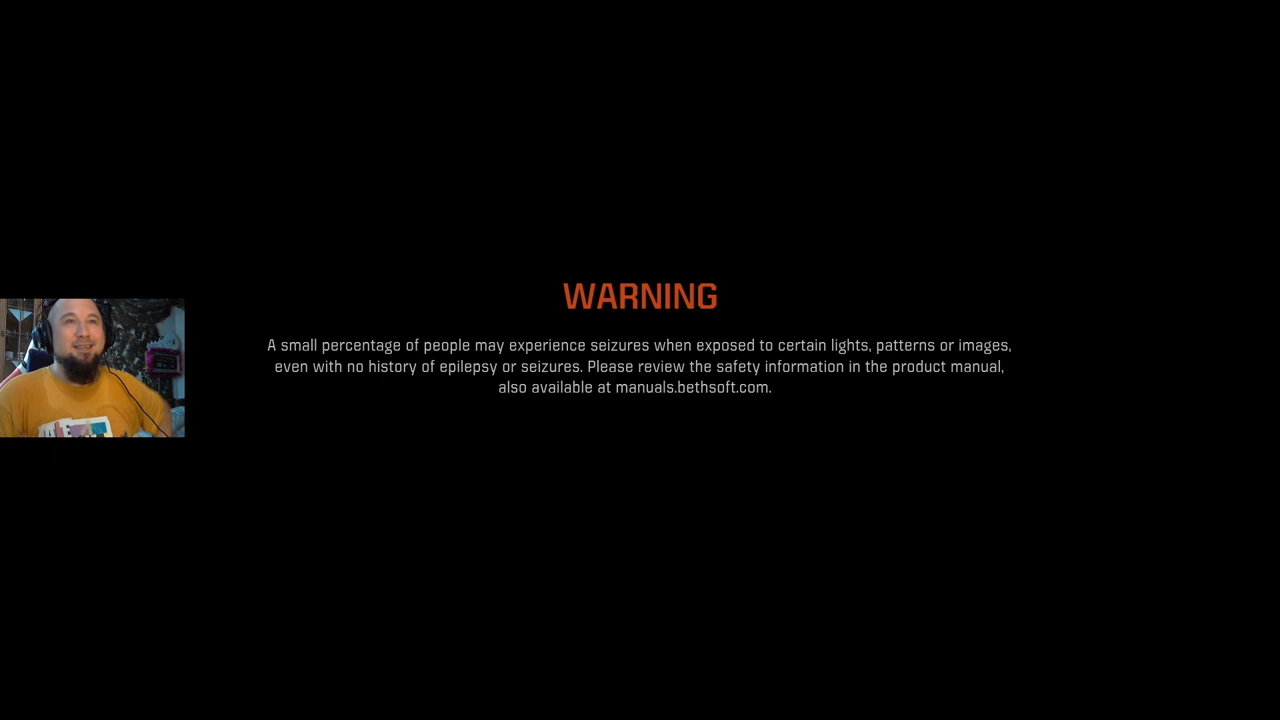 WARNING
A small percentage of people may experience seizures when exposed to certain lights, patterns or images,
even with no history of epilepsy or seizures. Please review the safety information in the product manual,
also available at manuals.bethsoft.com.